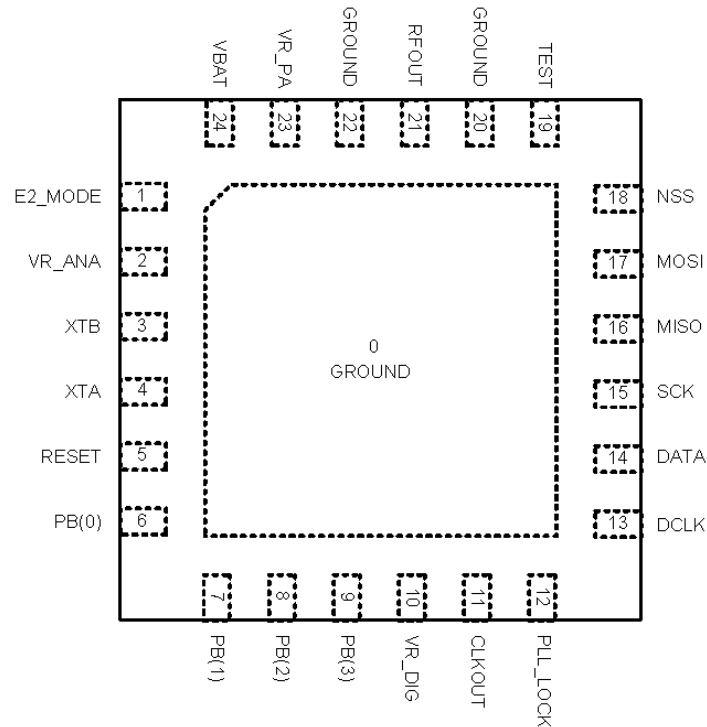 VBAT
VR_PA
GROUND
RFOUT
GROUND
TEST
24
23
22
21
20
19
E2_MODE 1
VR_ANA 2
XTB 3
XTA 4
RESET 5
PB(0) 6
18 NSS
17 MOSI
16 MISO
15 SCK
14 DATA
13 DCLK
0
GROUND
7
8
9
10
11
12
PB(1)
PB(2)
PB(3)
VR_DIG
CLKOUT
PLL_LOCK